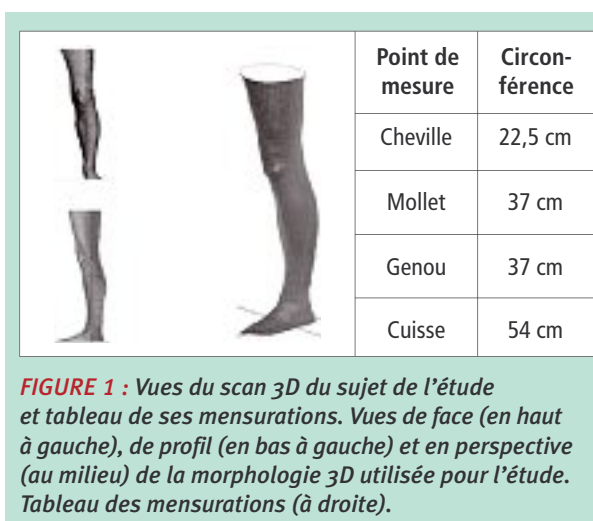 Point de mesure Circon-férence
Cheville 22,5 cm
Mollet 37 cm
Genou 37 cm
Cuisse 54 cm
FIGURE 1 : Vues du scan 3D du sujet de l'étude
et tableau de ses mensurations. Vues de face (en haut
à gauche), de profil (en bas à gauche) et en perspective
(au milieu) de la morphologie 3D utilisée pour l'étude.
Tableau des mensurations (à droite).